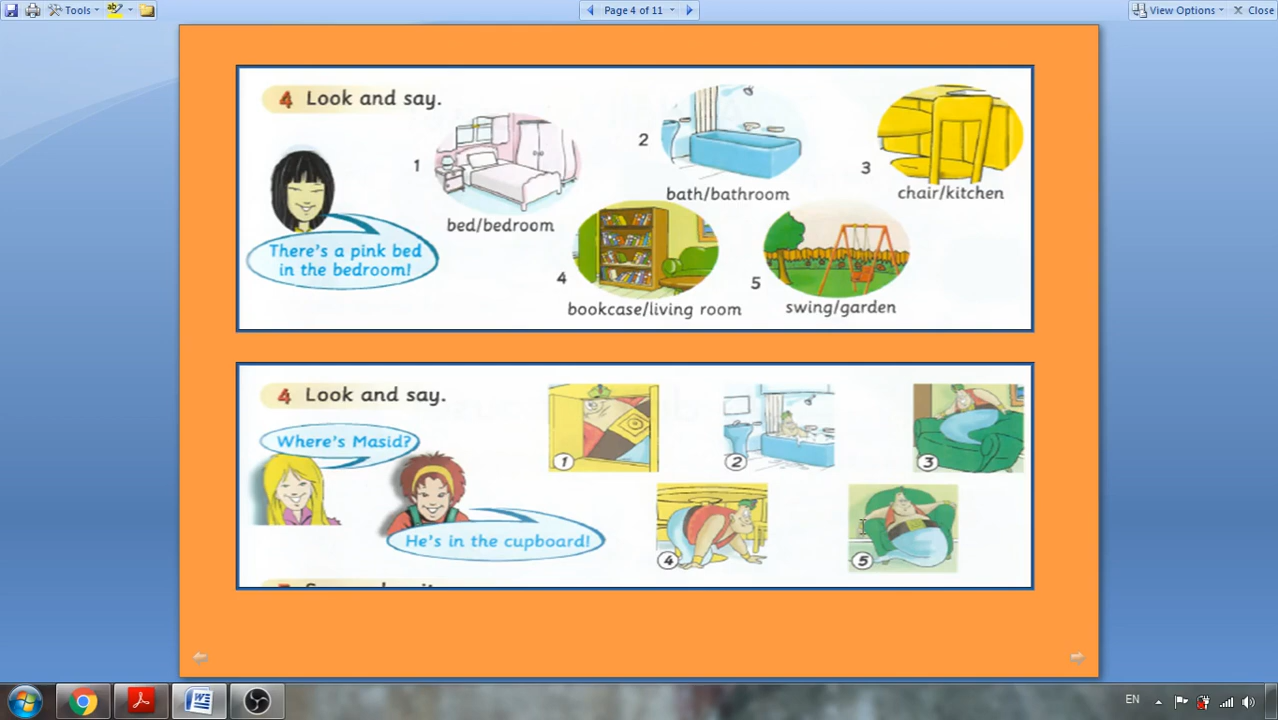 Tools
Page 4 of 11
View Options
Close
4 Look and say.
1
2
3
bath/bathroom
chair/kitchen
bed/bedroom
There's a pink bed
in the bedroom!
4
5
bookcase/living room
swing/garden
4 Look and say.
Where's Masid?
1
2
3
He's in the cupboard!
4
5
EN